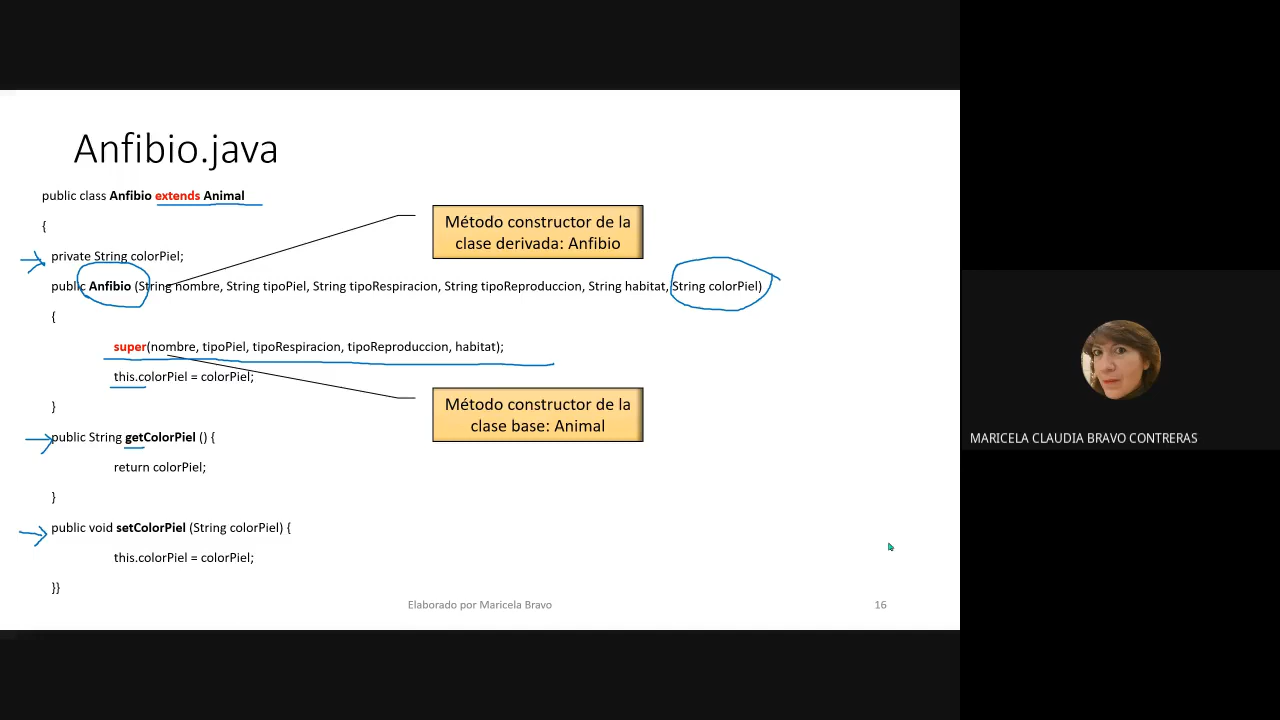 Anfibio.java
public class Anfibio extends Animal
{
Método constructor de la
clase derivada: Anfibio
private String colorPiel;
public Anfibio (String nombre, String tipoPiel, String tipoRespiracion, String tipoReproduccion, String habitat, String colorPiel)
{
super(nombre, tipoPiel, tipoRespiracion, tipoReproduccion, habitat);
this.colorPiel = colorPiel;
}
Método constructor de la
clase base: Animal
public String getColorPiel () {
return colorPiel;
}
public void setColorPiel (String colorPiel) {
this.colorPiel = colorPiel;
}}
Elaborado por Maricela Bravo
16
MARICELA CLAUDIA BRAVO CONTRERAS